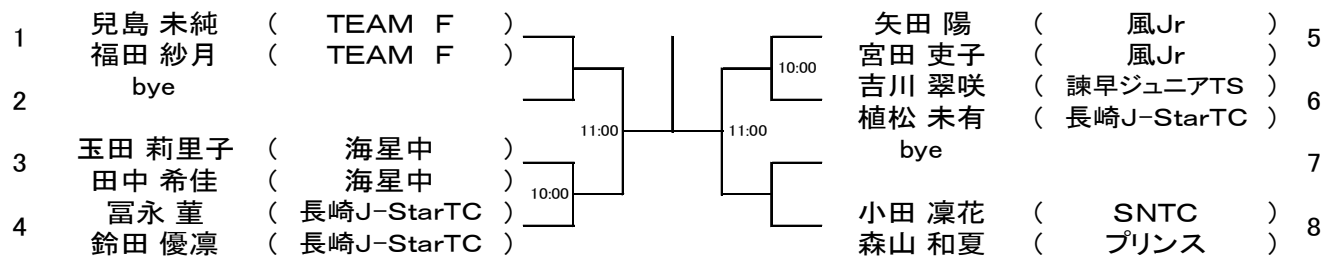 1
兒島 未純 ( TEAM F )
福田 紗月 ( TEAM F )
2
bye
3
玉田 莉里子 ( 海星中 )
田中 希佳 ( 海星中 )
4
冨永 菫 ( 長崎J-StarTC )
鈴田 優凛 ( 長崎J-StarTC )
10:00
11:00
11:00
10:00
矢田 陽 ( 風Jr )
宮田 吏子 ( 風Jr )
5
吉川 翠咲 ( 諫早ジュニアTS )
植松 未有 ( 長崎J-StarTC )
6
bye
7
小田 凜花 ( SNTC )
森山 和夏 ( プリンス )
8